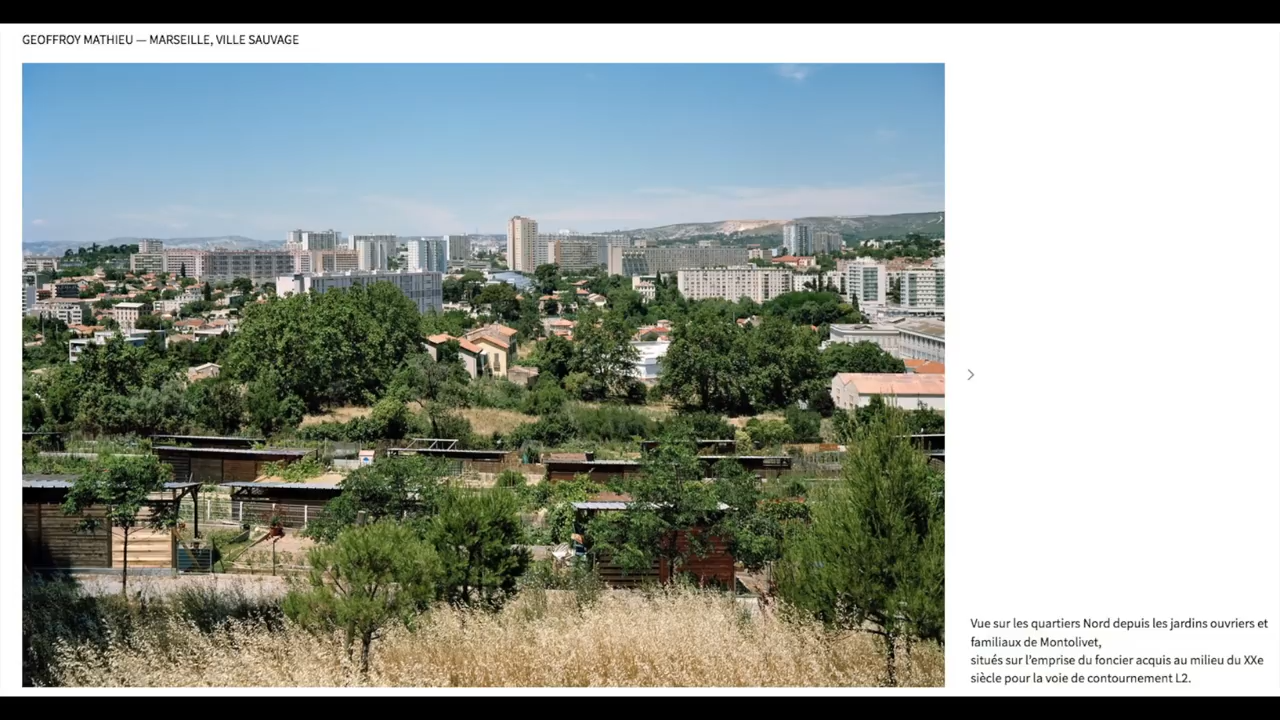 GEOFFROY MATHIEU — MARSEILLE, VILLE SAUVAGE
Vue sur les quartiers Nord depuis les jardins ouvriers et
familiaux de Montolivet,
situés sur l'emprise du foncier acquis au milieu du XXe
siècle pour la voie de contournement L2.